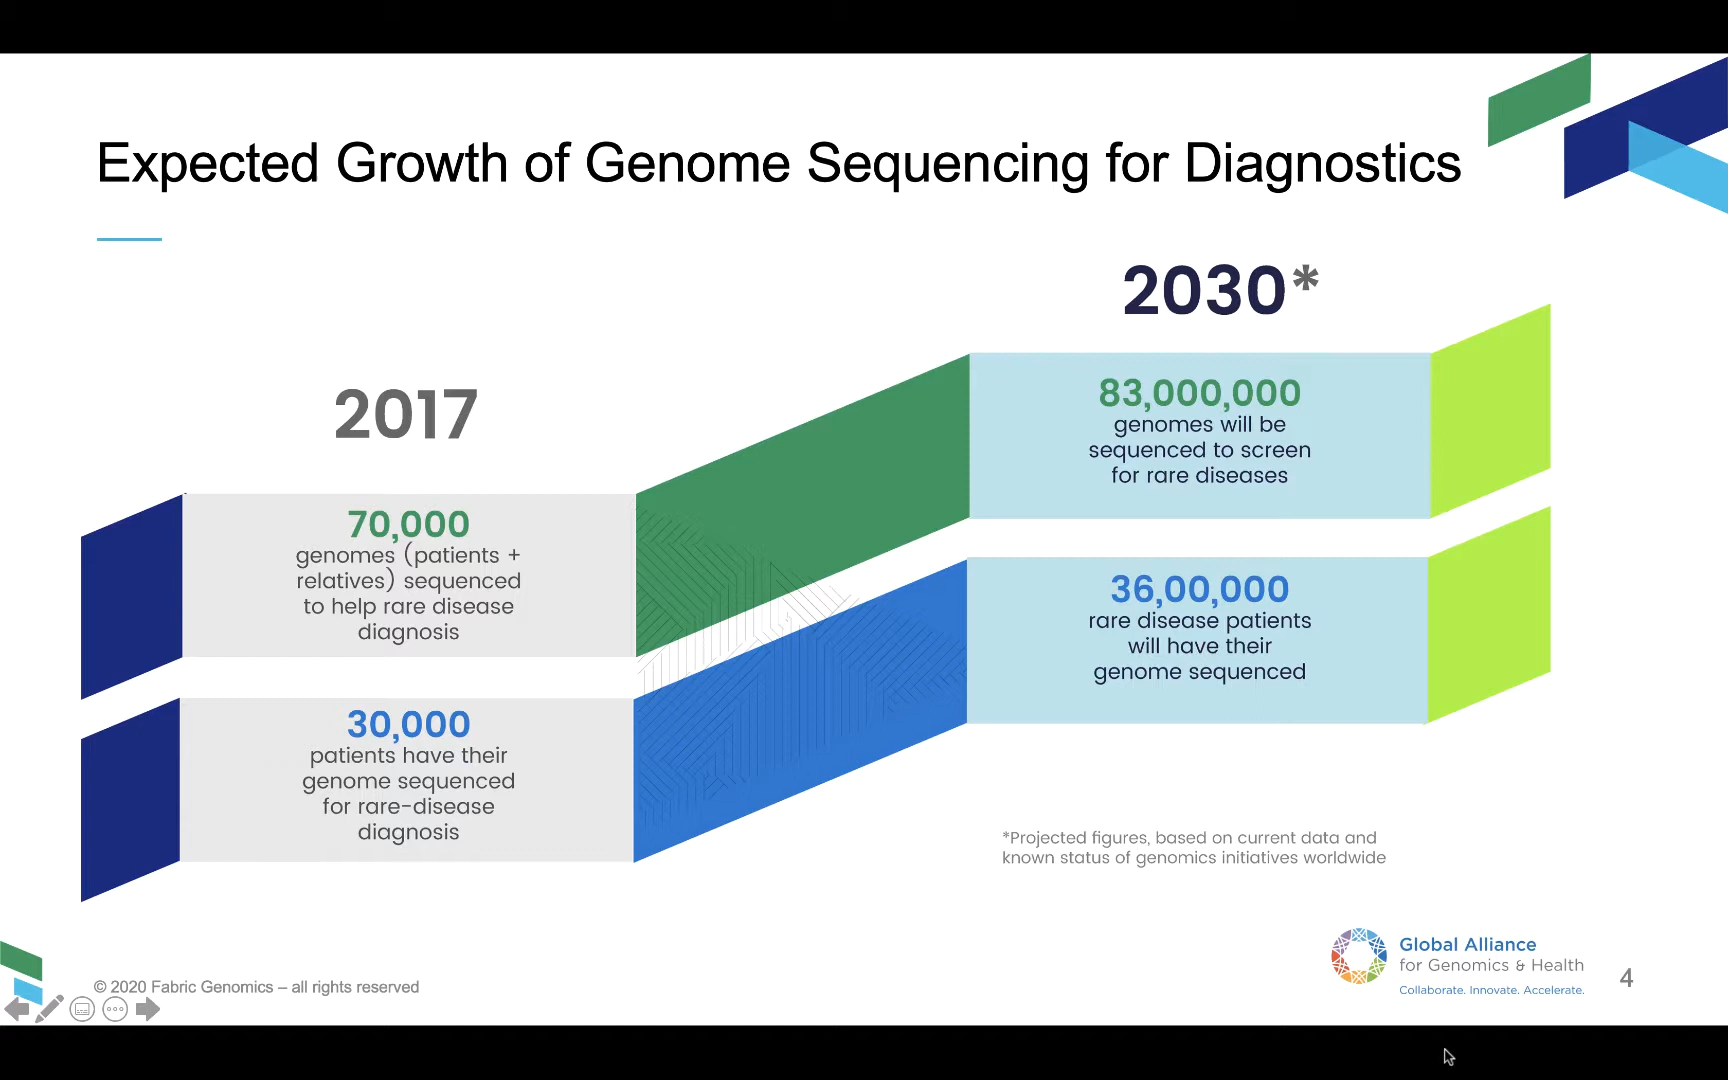 Expected Growth of Genome Sequencing for Diagnostics
2017
70,000
genomes (patients +
relatives) sequenced
to help rare disease
diagnosis
30,000
patients have their
genome sequenced
for rare-disease
diagnosis
2030*
83,000,000
genomes will be
sequenced to screen
for rare diseases
36,00,000
rare disease patients
will have their
genome sequenced
*Projected figures, based on current data and
known status of genomics initiatives worldwide
© 2020 Fabric Genomics – all rights reserved
Global Alliance
for Genomics & Health
Collaborate. Innovate. Accelerate.
4